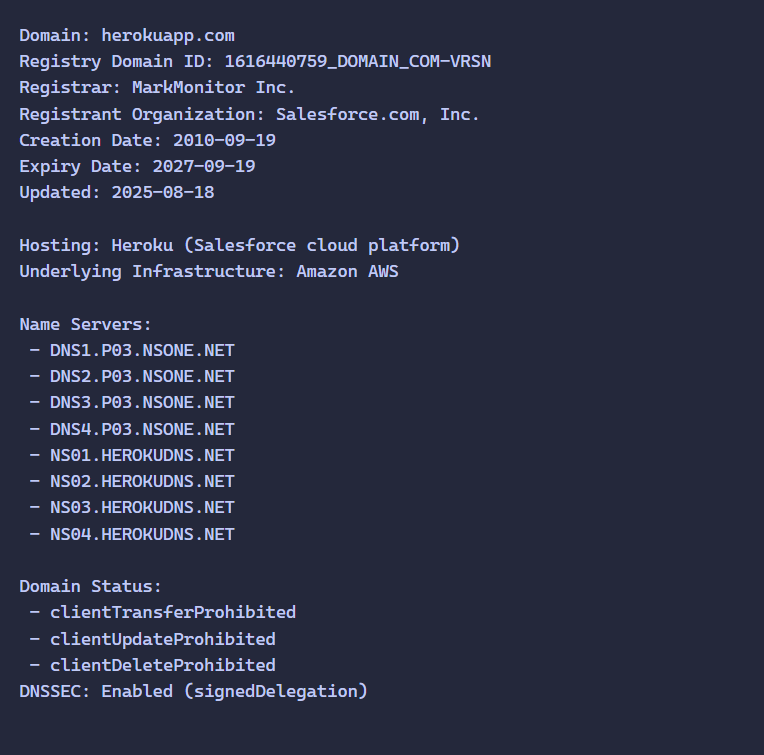 Domain: herokuapp.com
Registry Domain ID: 1616440759_DOMAIN_COM-VRSN
Registrar: MarkMonitor Inc.
Registrant Organization: Salesforce.com, Inc.
Creation Date: 2010-09-19
Expiry Date: 2027-09-19
Updated: 2025-08-18

Hosting: Heroku (Salesforce cloud platform)
Underlying Infrastructure: Amazon AWS

Name Servers:
- DNS1.P03.NSONE.NET
- DNS2.P03.NSONE.NET
- DNS3.P03.NSONE.NET
- DNS4.P03.NSONE.NET
- NS01.HEROKUDNS.NET
- NS02.HEROKUDNS.NET
- NS03.HEROKUDNS.NET
- NS04.HEROKUDNS.NET

Domain Status:
- clientTransferProhibited
- clientUpdateProhibited
- clientDeleteProhibited
DNSSEC: Enabled (signedDelegation)